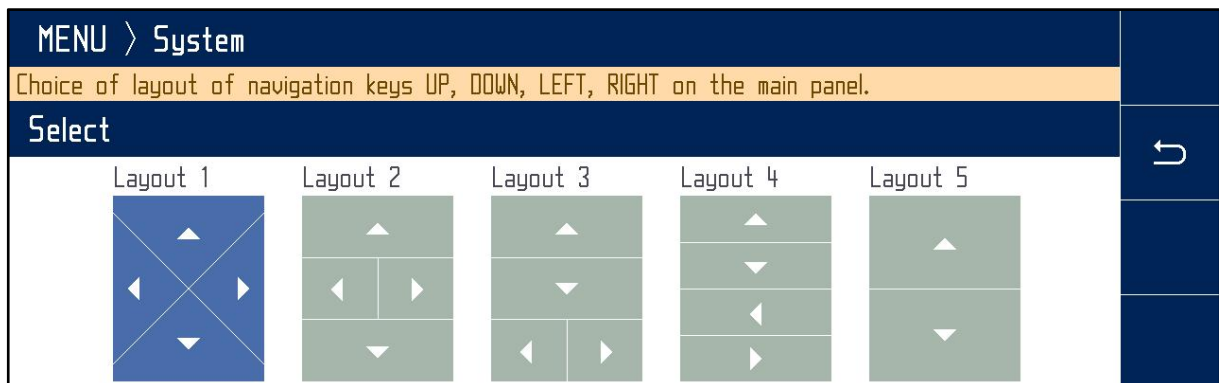 MENU 〉 System
Choice of layout of navigation keys UP, DOWN, LEFT, RIGHT on the main panel.
Select
Layout 1 Layout 2 Layout 3 Layout 4 Layout 5